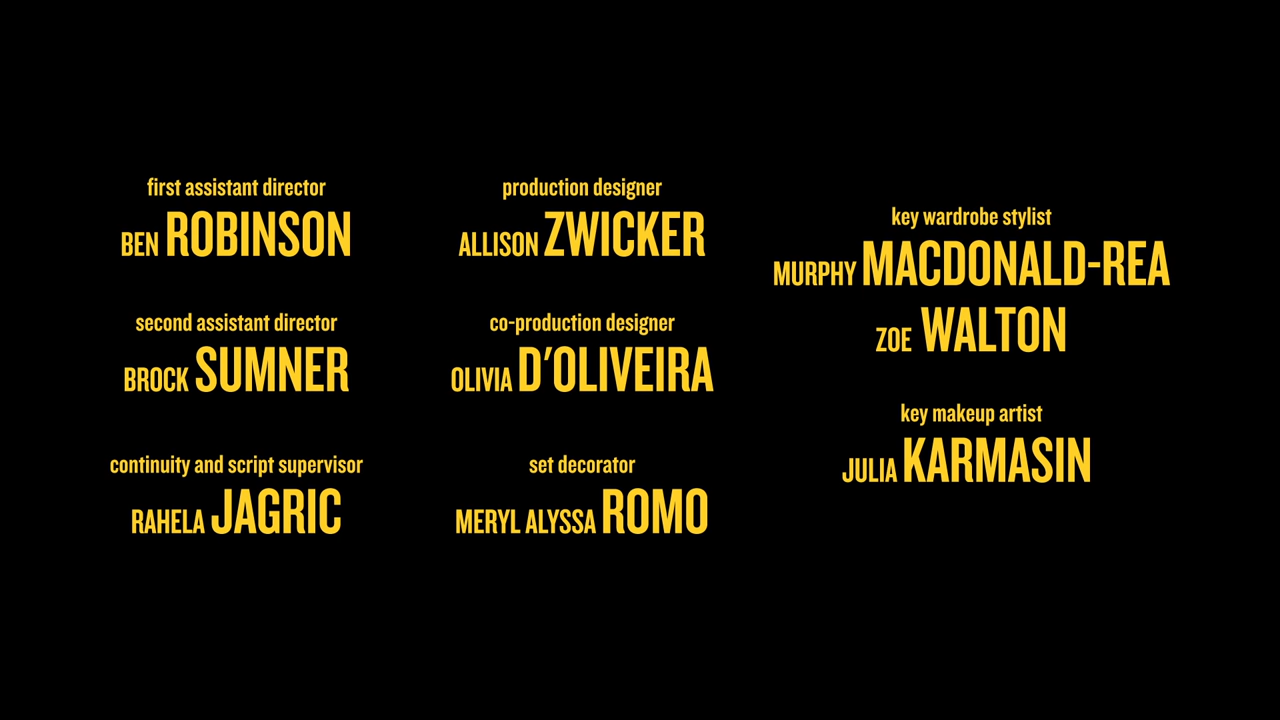 first assistant director
BEN ROBINSON
second assistant director
BROCK SUMNER
continuity and script supervisor
RAHELA JAGRIC
production designer
ALLISON ZWICKER
co-production designer
OLIVIA D’OLIVEIRA
set decorator
MERYL ALYSSA ROMO
key wardrobe stylist
MURPHY MACDONALD-REA
ZOE WALTON
key makeup artist
JULIA KARMASIN